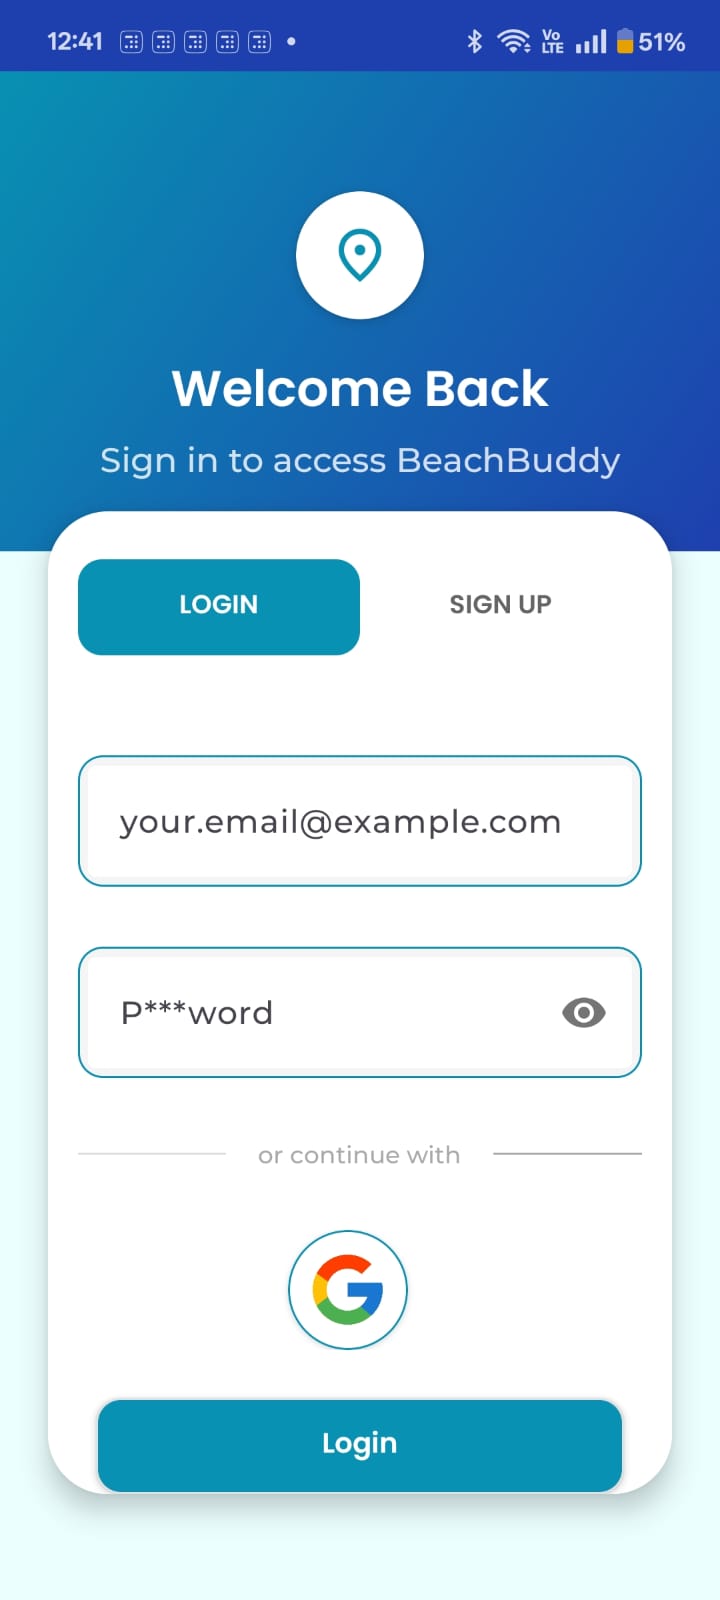 12:41 Vo LTE 51%
Welcome Back
Sign in to access BeachBuddy
LOGIN SIGN UP
your.email@example.com
P***word
or continue with
G
Login